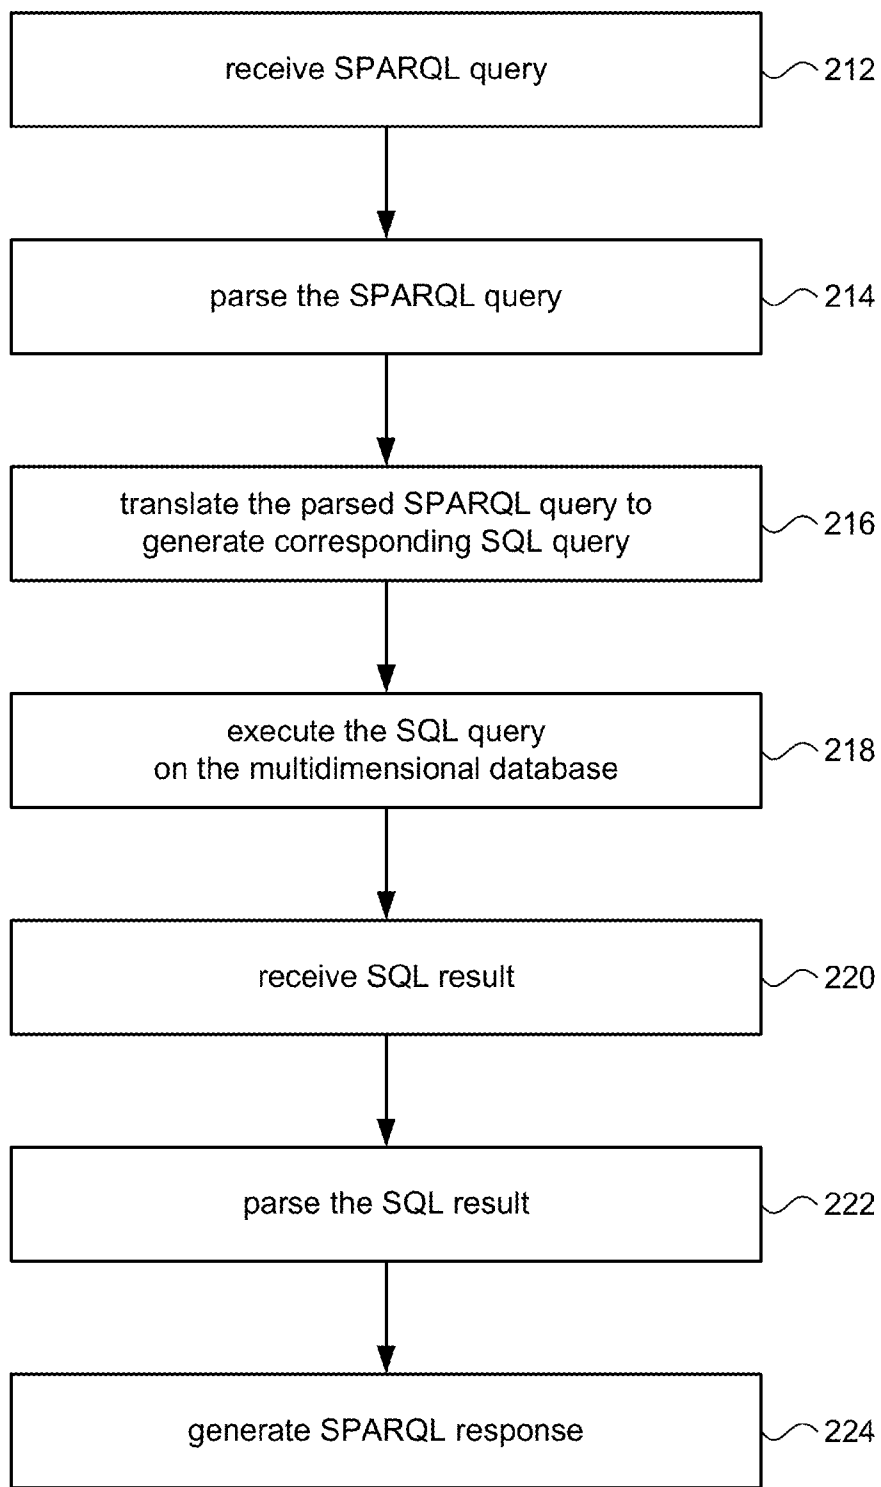 receive SPARQL query
212
parse the SPARQL query
214
translate the parsed SPARQL query to
generate corresponding SQL query
216
execute the SQL query
on the multidimensional database
218
receive SQL result
220
parse the SQL result
222
generate SPARQL response
224